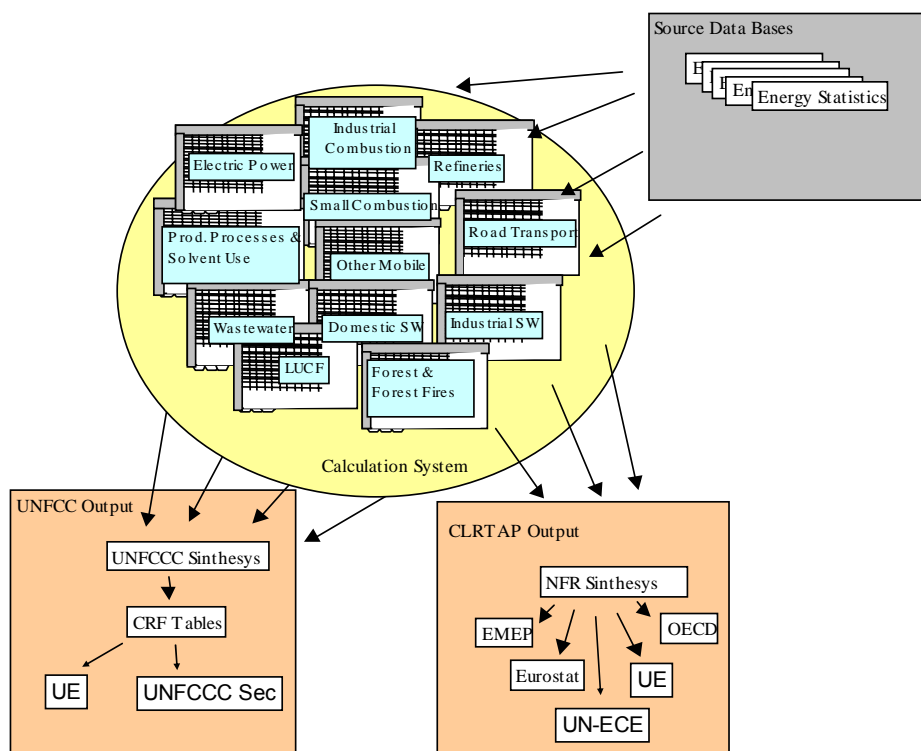 Source Data Bases
E
E
En
Energy Statistics
Industrial
Combustion
Electric Power
Refineries
Small Combustion
Road Transport
Prod. Processes &
Solvent Use
Other Mobile
Wastewater
Domestic SW
Industrial SW
LUCF
Forest &
Forest Fires
Calculation System
UNFCC Output
UNFCCC Sinthesys
CRF Tables
UE
UNFCCC Sec
CLRTAP Output
NFR Sinthesys
EMEP
OECD
Eurostat
UE
UN-ECE